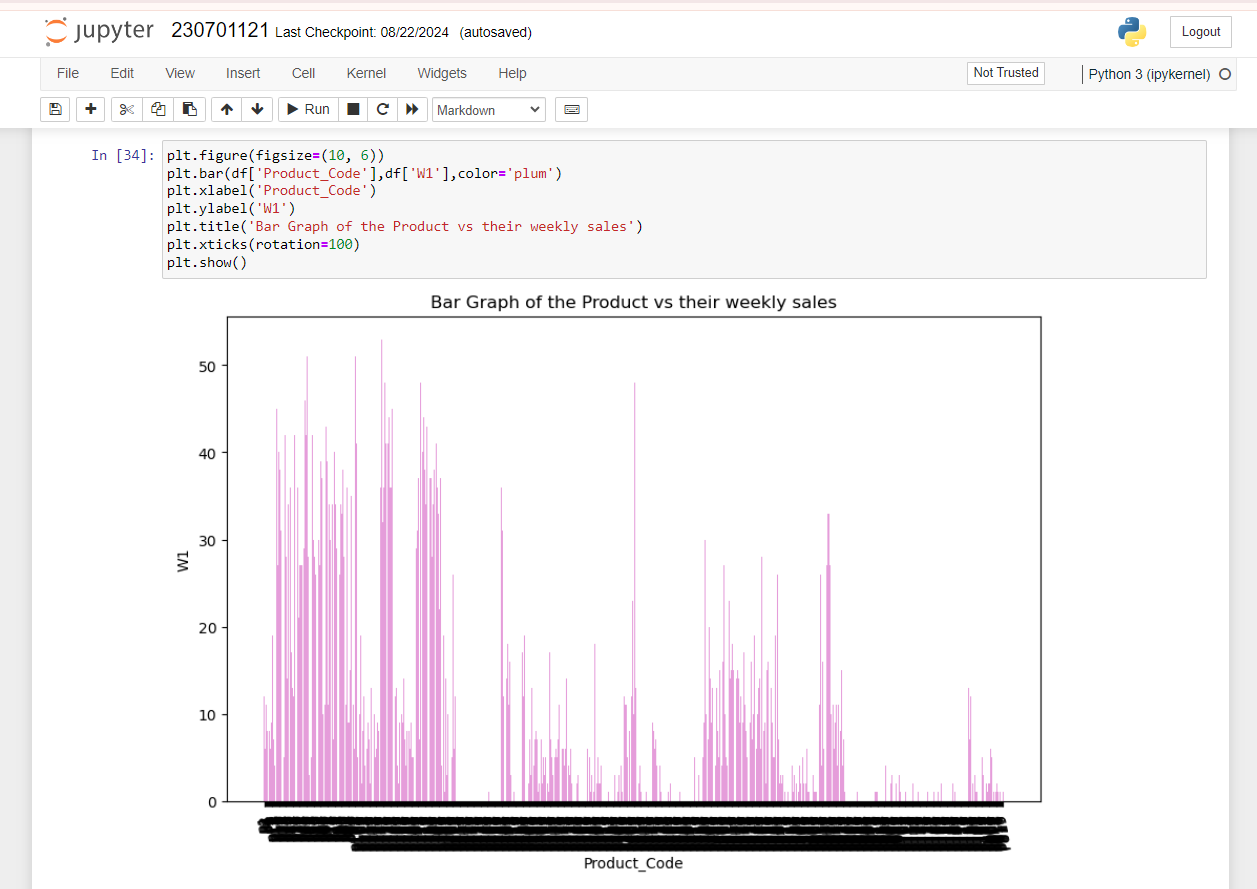 jupyter 230701121 Last Checkpoint: 08/22/2024 (autosaved) Logout
File Edit View Insert Cell Kernel Widgets Help Not Trusted Python 3 (ipykernel)
Run Markdown
In [34]: plt.figure(figsize=(10, 6))
plt.bar(df['Product_Code'],df['W1'],color='plum')
plt.xlabel('Product_Code')
plt.ylabel('W1')
plt.title('Bar Graph of the Product vs their weekly sales')
plt.xticks(rotation=100)
plt.show()
Bar Graph of the Product vs their weekly sales
50
40
30
W1
20
10
0
Product_Code